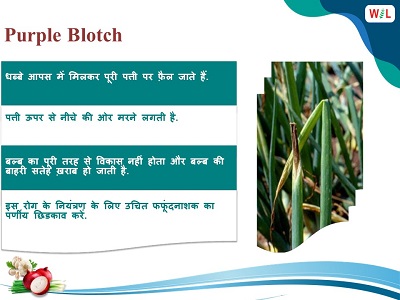 W!L
Purple Blotch
धब्बे आपस में मिलकर पूरी पत्ती पर फ़ैल जाते हैं.
पत्ती ऊपर से नीचे की ओर मरने लगती है.
बल्ब का पूरी तरह से विकास नहीं होता और बल्ब की
बाहरी सतहें ख़राब हो जाती है.
इस रोग के नियंत्रण के लिए उचित फफूंदनाशक का
पर्णीय छिडकाव करें.